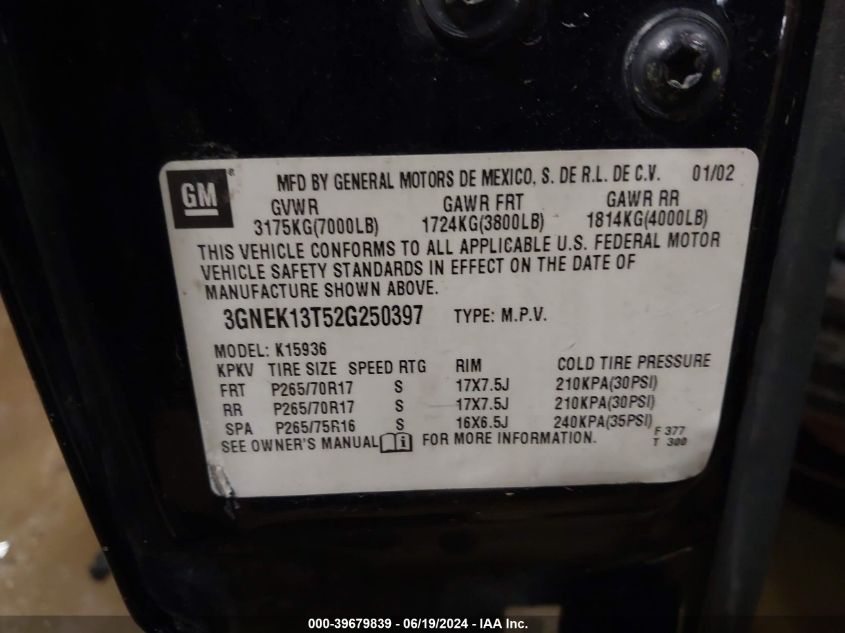 GM® MFD BY GENERAL MOTORS DE MEXICO, S. DE R.L. DE C.V. 01/02
GVWR GAWR FRT GAWR RR
3175KG(7000LB) 1724KG(3800LB) 1814KG(4000LB)
THIS VEHICLE CONFORMS TO ALL APPLICABLE U.S. FEDERAL MOTOR
VEHICLE SAFETY STANDARDS IN EFFECT ON THE DATE OF
MANUFACTURE SHOWN ABOVE.
3GNEK13T52G250397 TYPE: M.P.V.
MODEL: K15936
KPKV TIRE SIZE SPEED RTG RIM COLD TIRE PRESSURE
FRT P265/70R17 S 17X7.5J 210KPA(30PSI)
RR P265/70R17 S 17X7.5J 210KPA(30PSI)
SPA P265/75R16 S 16X6.5J 240KPA(35PSI) F 377
SEE OWNER'S MANUAL FOR MORE INFORMATION. T 300
000-39679839 - 06/19/2024 - IAA Inc.